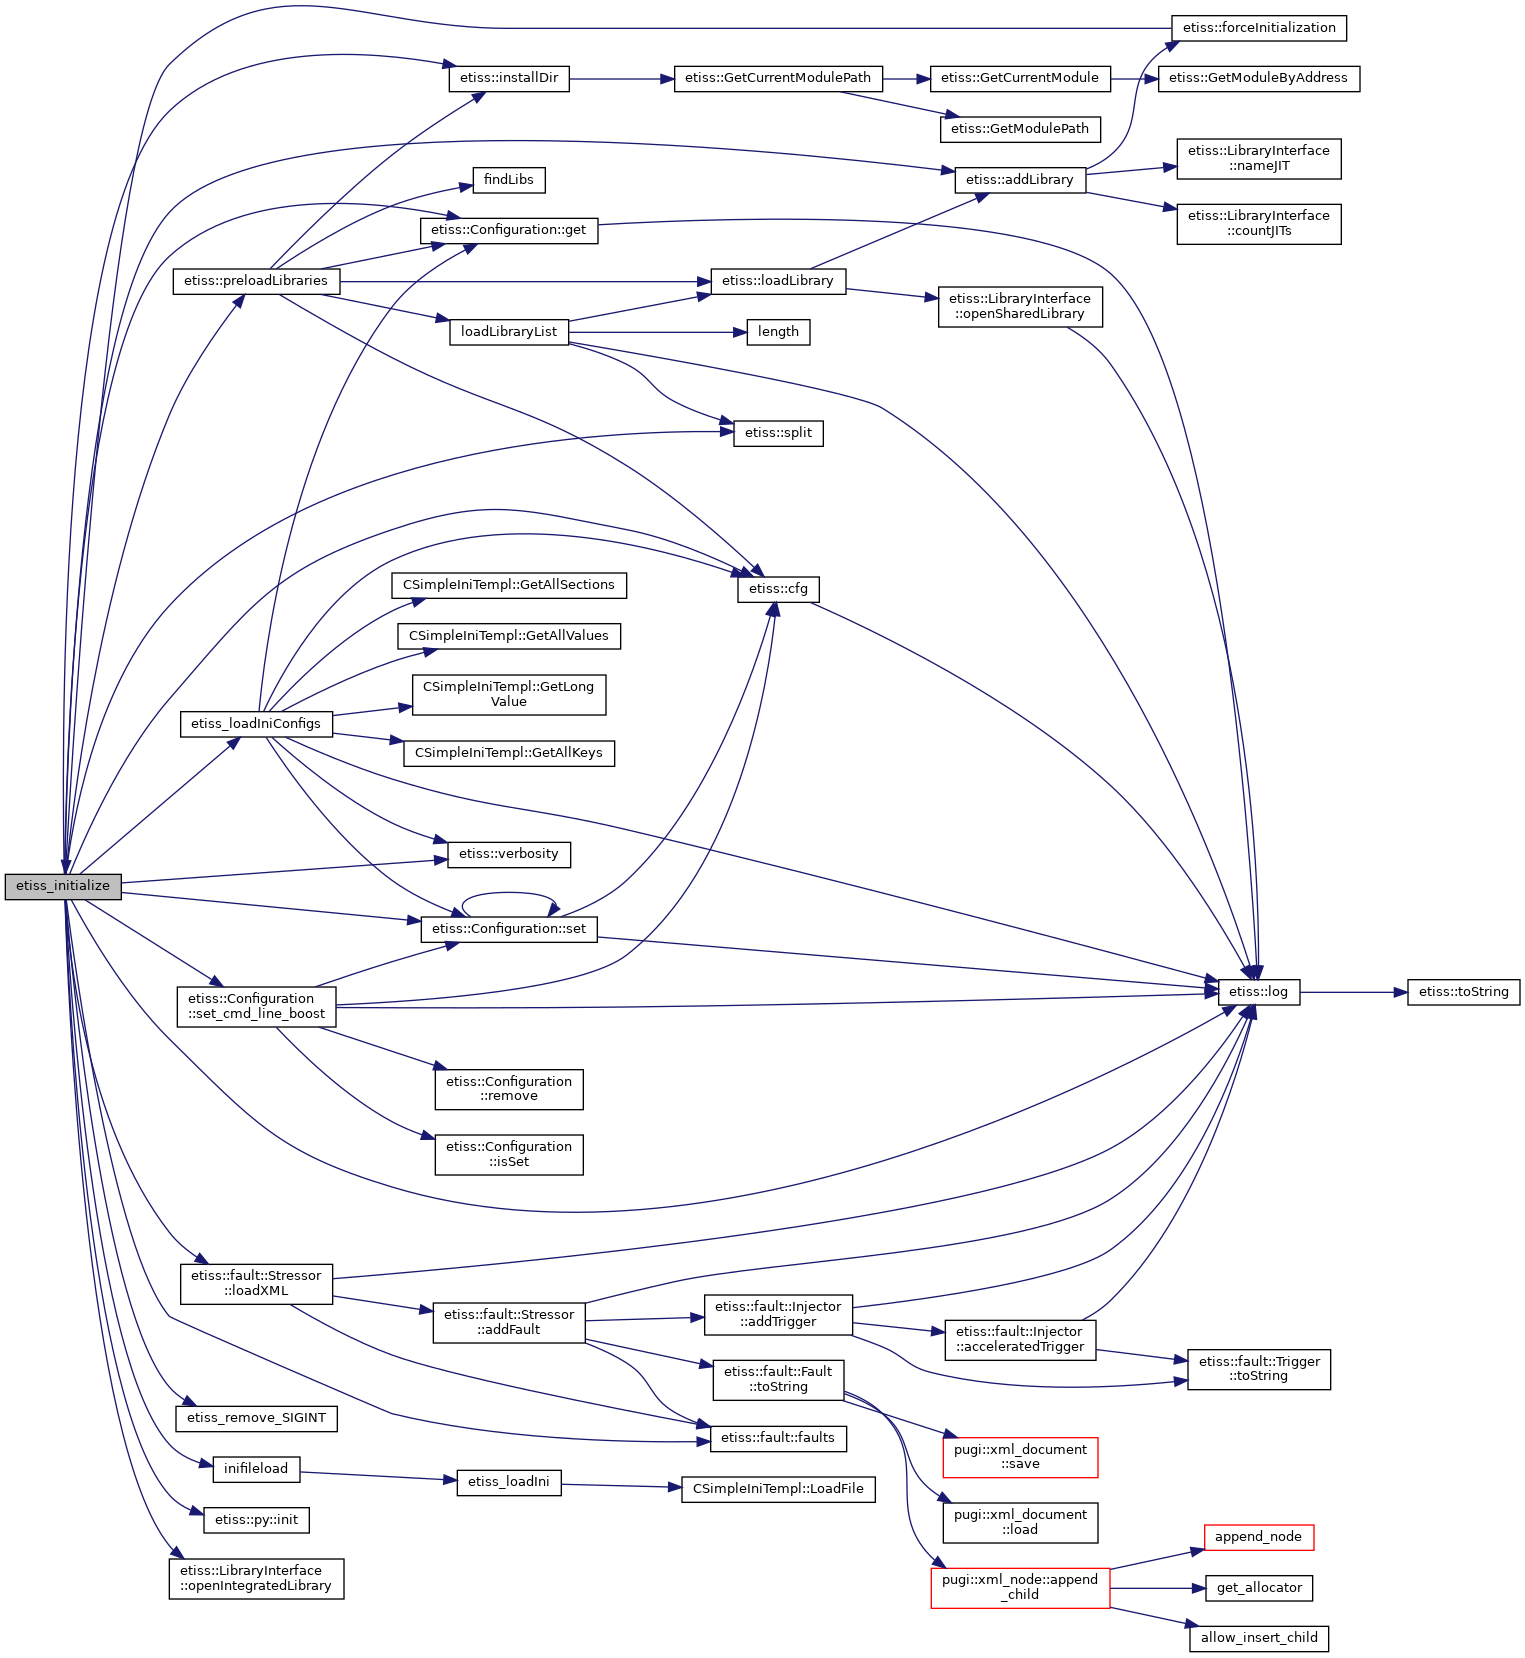 etiss::forceInitialization
etiss::installDir
etiss::GetCurrentModulePath
etiss::GetCurrentModule
etiss::GetModuleByAddress
etiss::GetModulePath
etiss::LibraryInterface
::nameJIT
findLibs
etiss::addLibrary
etiss::LibraryInterface
::countJITs
etiss::Configuration::get
etiss::preloadLibraries
etiss::loadLibrary
etiss::LibraryInterface
::openSharedLibrary
loadLibraryList
length
etiss::split
CSimpleIniTempl::GetAllSections
etiss::cfg
CSimpleIniTempl::GetAllValues
CSimpleIniTempl::GetLong
Value
etiss_loadIniConfigs
CSimpleIniTempl::GetAllKeys
etiss::verbosity
etiss_initialize
etiss::Configuration::set
etiss::Configuration
::set_cmd_line_boost
etiss::log
etiss::toString
etiss::Configuration
::remove
etiss::Configuration
::isSet
etiss::fault::Stressor
::loadXML
etiss::fault::Stressor
::addFault
etiss::fault::Injector
::addTrigger
etiss::fault::Injector
::acceleratedTrigger
etiss::fault::Trigger
::toString
etiss::fault::Fault
::toString
etiss_remove_SIGINT
etiss::fault::faults
pugi::xml_document
::save
inifileload
etiss_loadIni
CSimpleIniTempl::LoadFile
etiss::py::init
pugi::xml_document
::load
append_node
etiss::LibraryInterface
::openIntegratedLibrary
pugi::xml_node::append
_child
get_allocator
allow_insert_child